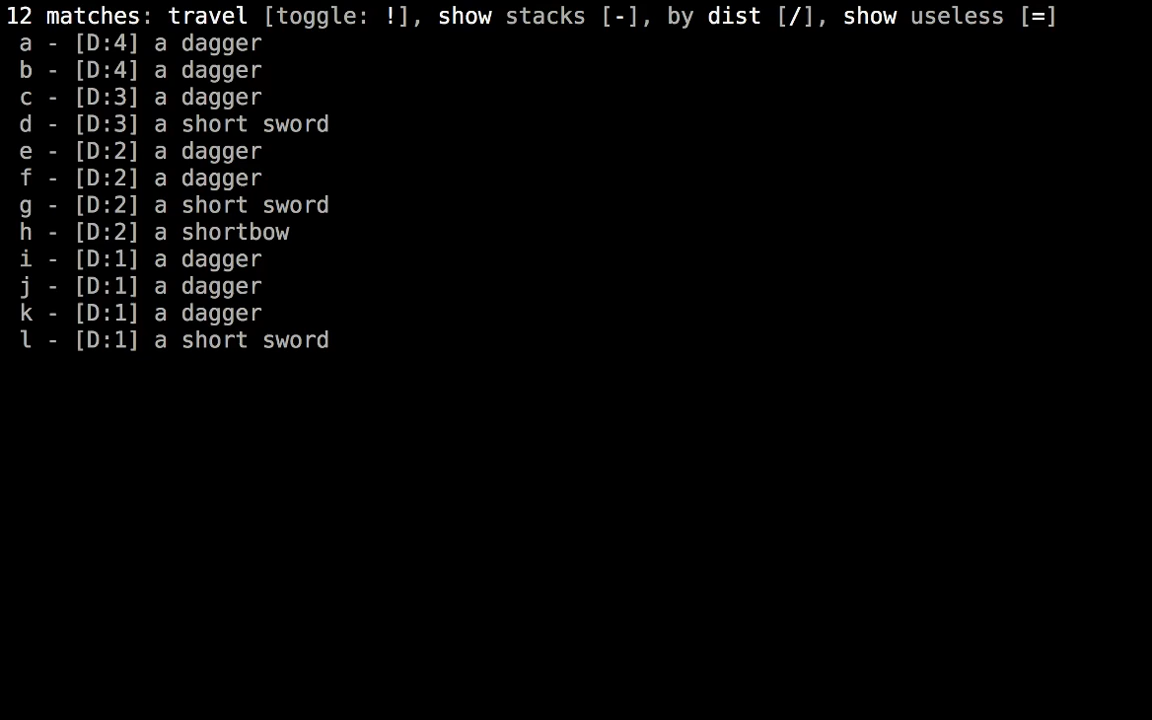 12 matches: travel [toggle: !], show stacks [-], by dist [/], show useless [=]
a - [D:4] a dagger
b - [D:4] a dagger
c - [D:3] a dagger
d - [D:3] a short sword
e - [D:2] a dagger
f - [D:2] a dagger
g - [D:2] a short sword
h - [D:2] a shortbow
i - [D:1] a dagger
j - [D:1] a dagger
k - [D:1] a dagger
l - [D:1] a short sword